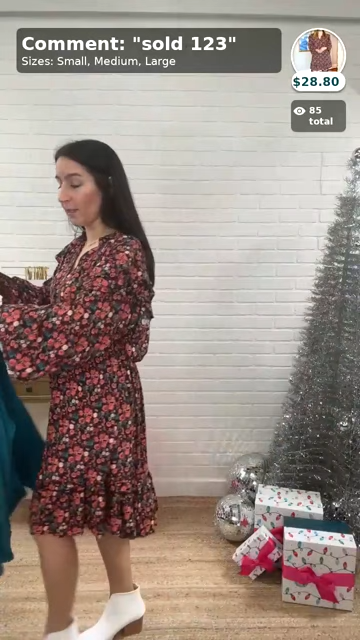 Comment: "sold 123"
Sizes: Small, Medium, Large
$28.80
85
total